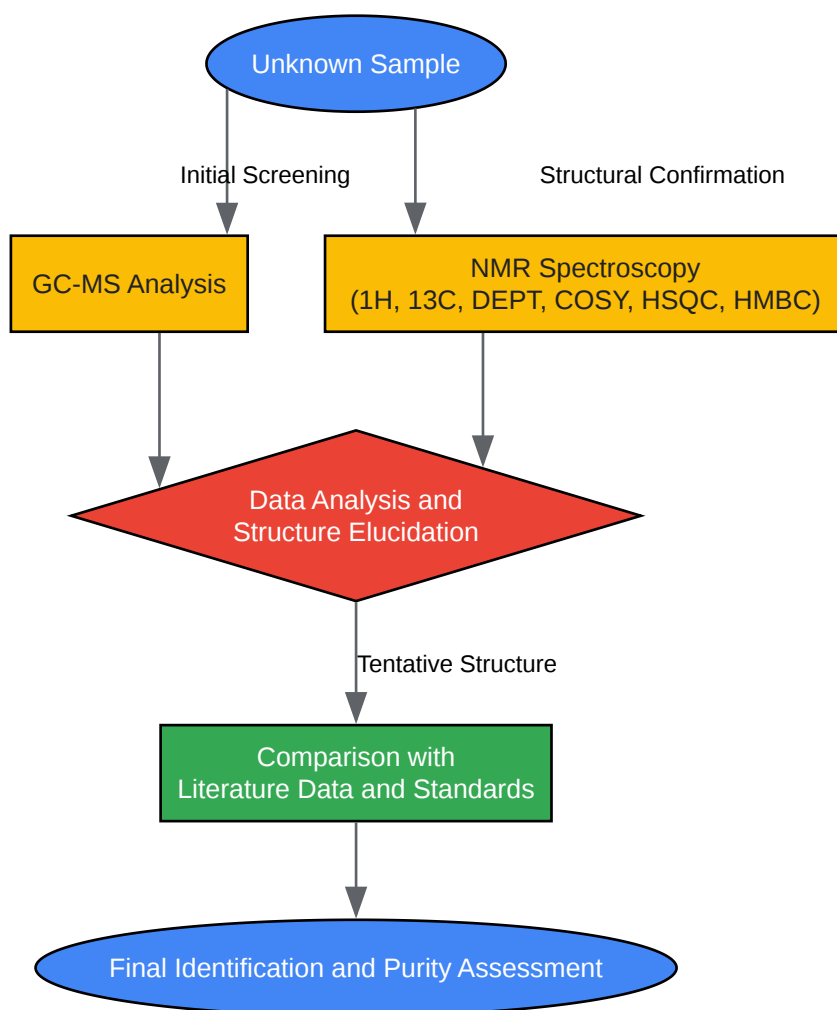 Unknown Sample
Initial Screening
Structural Confirmation
GC-MS Analysis
NMR Spectroscopy
(1H, 13C, DEPT, COSY, HSQC, HMBC)
Data Analysis and
Structure Elucidation
Tentative Structure
Comparison with
Literature Data and Standards
Final Identification and Purity Assessment